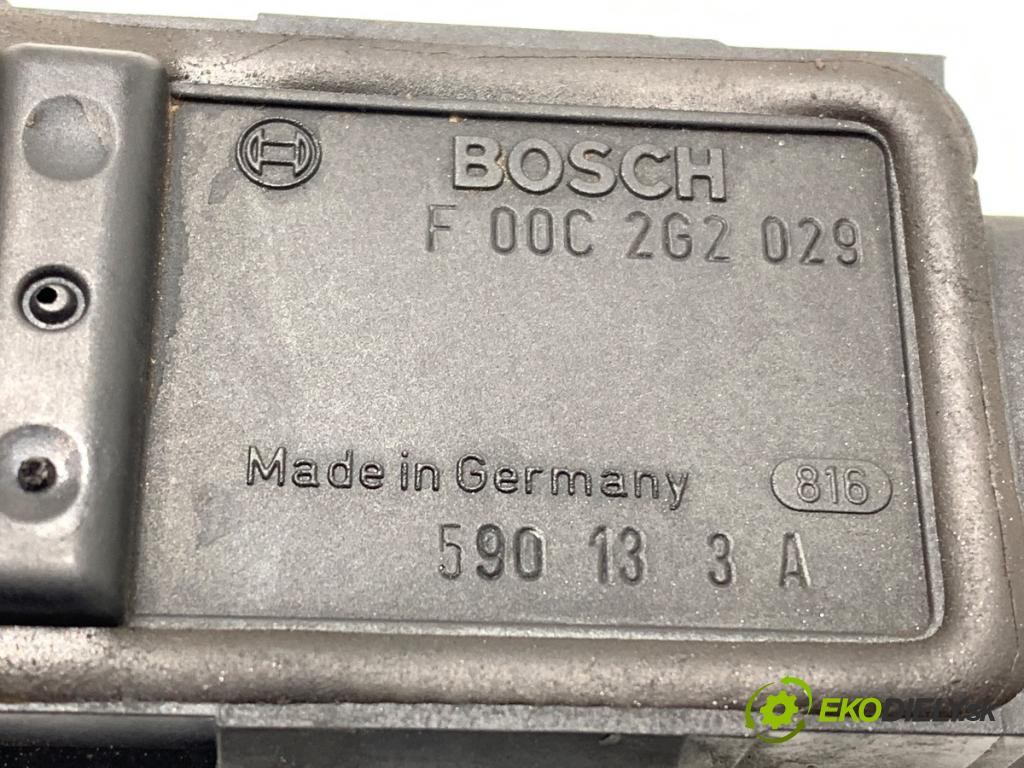 BOSCH
F 00C 2G2 029
Made in Germany 816
590 13 3 A
EKODIELY.sk